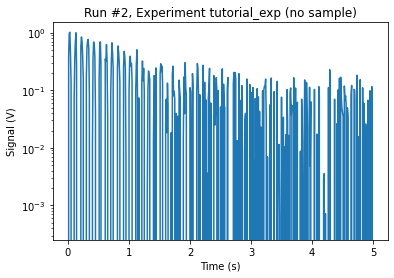 Run #2, Experiment tutorial_exp (no sample)
Signal (V)
10⁰
10⁻¹
10⁻²
10⁻³
0 1 2 3 4 5
Time (s)